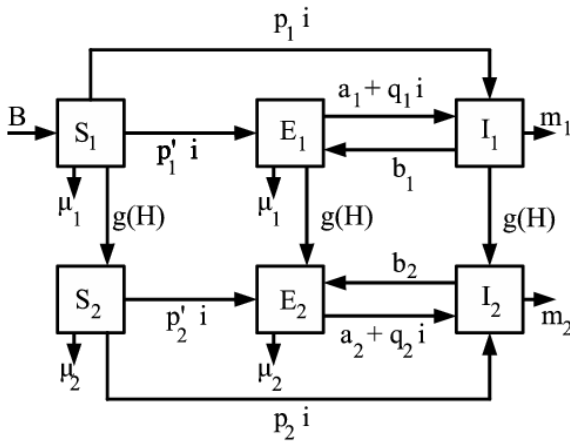 p₁ i
B
S₁
p'₁ i
E₁
a₁ + q₁ i
b₁
I₁
m₁
μ₁
g(H)
μ₁
g(H)
g(H)
S₂
p'₂ i
E₂
b₂
a₂ + q₂ i
I₂
m₂
μ₂
μ₂
p₂ i